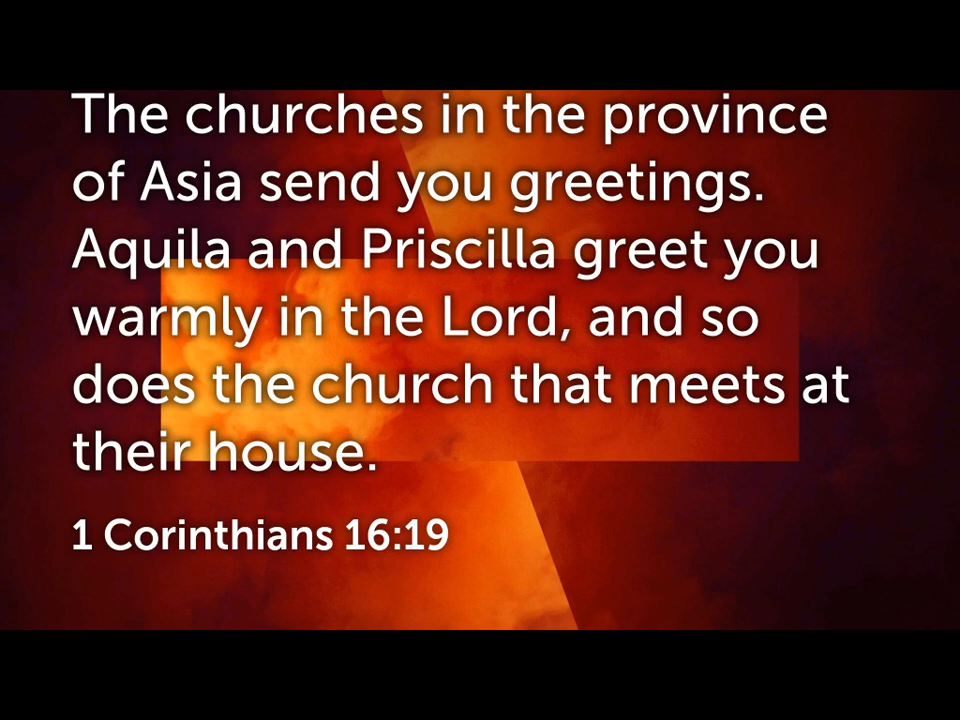 The churches in the province
of Asia send you greetings.
Aquila and Priscilla greet you
warmly in the Lord, and so
does the church that meets at
their house.
1 Corinthians 16:19